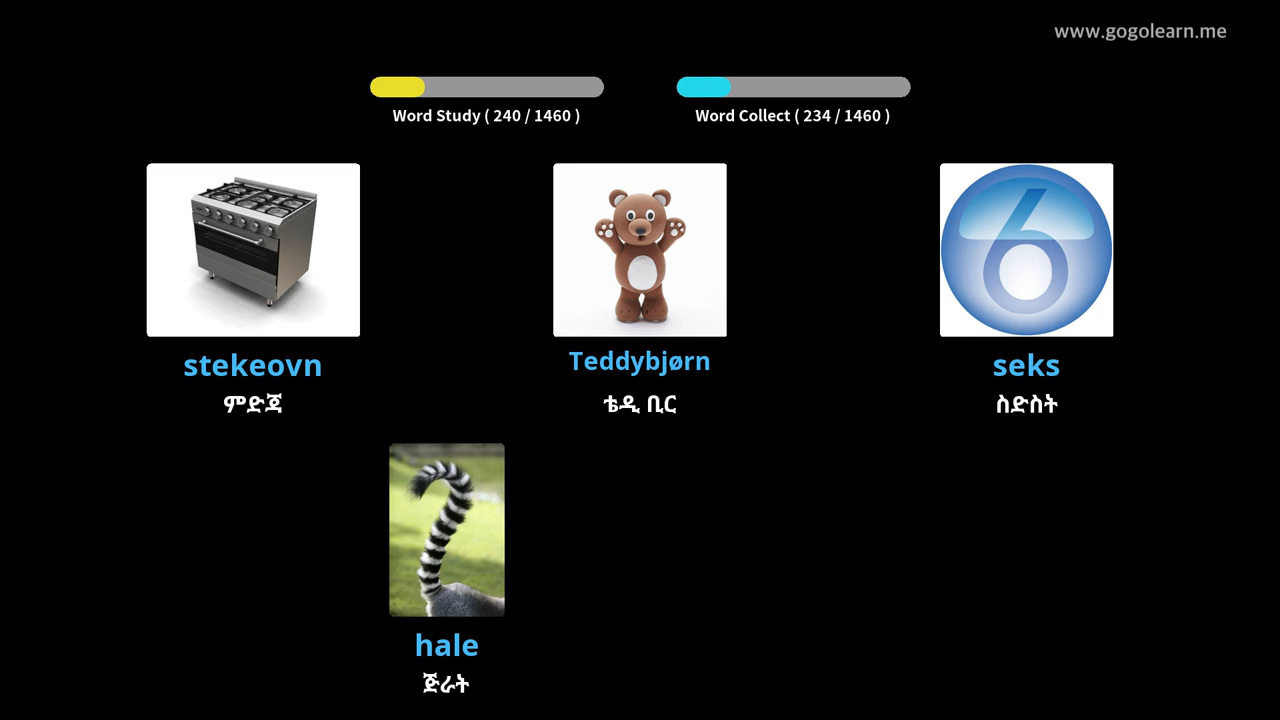 www.gogolearn.me
Word Study ( 240 / 1460 )
Word Collect ( 234 / 1460 )
6
stekeovn
Teddybjørn
seks
ምድጃ
ቴዲ ቢር
ስድስት
hale
ጅራት